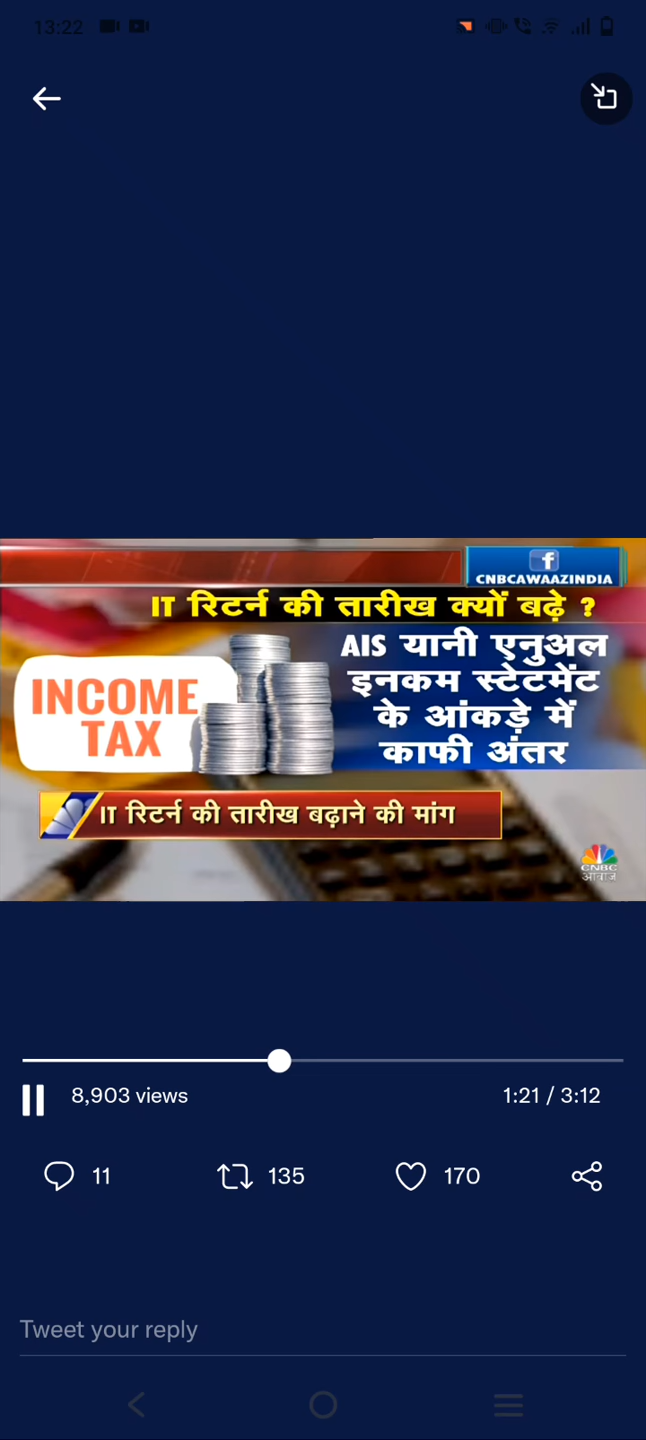 13:22
f
CNBCAWAAZINDIA
IT रिटर्न की तारीख क्यों बढ़े ?
AIS यानी एनुअल
इनकम स्टेटमेंट
के आंकड़े में
काफी अंतर
INCOME
TAX
IT रिटर्न की तारीख बढ़ाने की मांग
CNBC
आवाज़
8,903 views
1:21 / 3:12
11
135
170
Tweet your reply